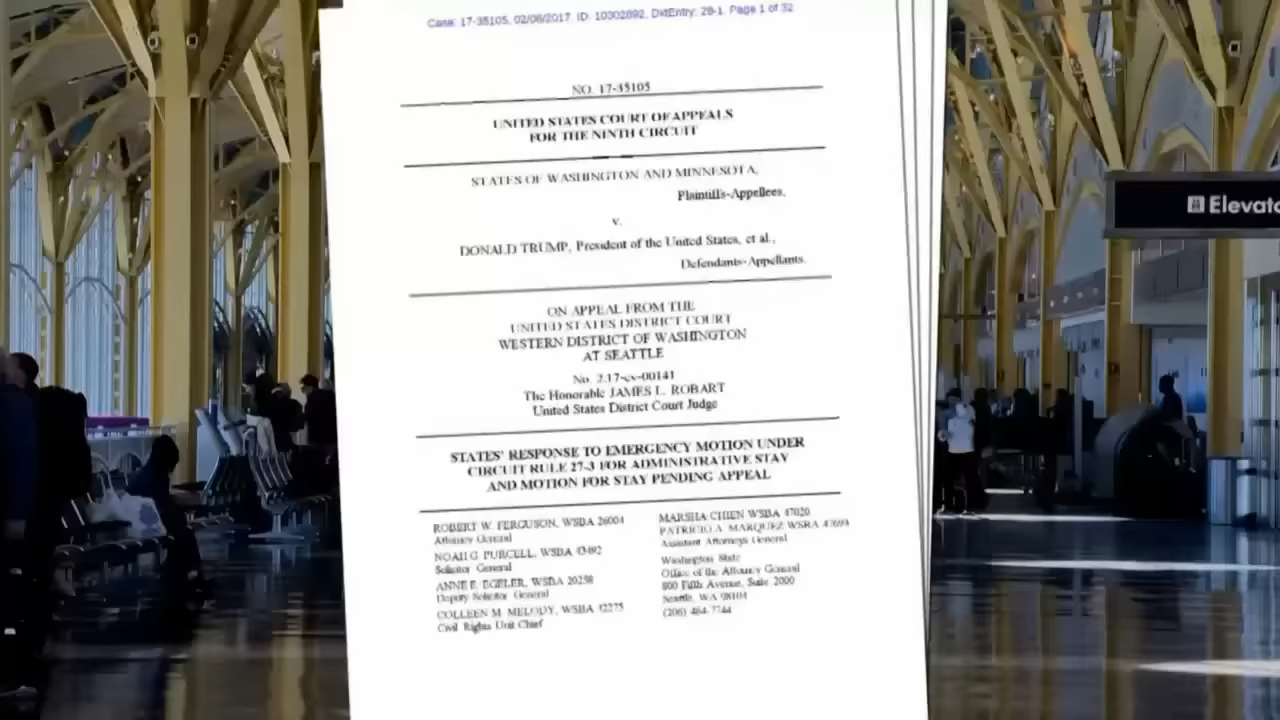 Case: 17-35105, 02/06/2017, ID: 10302892, DktEntry: 28-1, Page 1 of 32
NO. 17-35105
UNITED STATES COURT OF APPEALS
FOR THE NINTH CIRCUIT
STATES OF WASHINGTON AND MINNESOTA,
Plaintiffs-Appellees,
v.
DONALD TRUMP, President of the United States, et al.,
Defendants-Appellants.
ON APPEAL FROM THE
UNITED STATES DISTRICT COURT
WESTERN DISTRICT OF WASHINGTON
AT SEATTLE
No. 2:17-cv-00141
The Honorable JAMES L. ROBART
United States District Court Judge
STATES' RESPONSE TO EMERGENCY MOTION UNDER
CIRCUIT RULE 27-3 FOR ADMINISTRATIVE STAY
AND MOTION FOR STAY PENDING APPEAL
ROBERT W. FERGUSON, WSBA 26004
Attorney General
NOAH G. PURCELL, WSBA 43492
Solicitor General
ANNE E. EGELER, WSBA 20258
Deputy Solicitor General
COLLEEN M. MELODY, WSBA 42275
Civil Rights Unit Chief
MARSHA CHIEN WSBA 47020
PATRICIO A. MARQUEZ WSBA 47693
Assistant Attorneys General
Washington State
Office of the Attorney General
800 Fifth Avenue, Suite 2000
Seattle, WA 98104
(206) 464-7744
Elevato